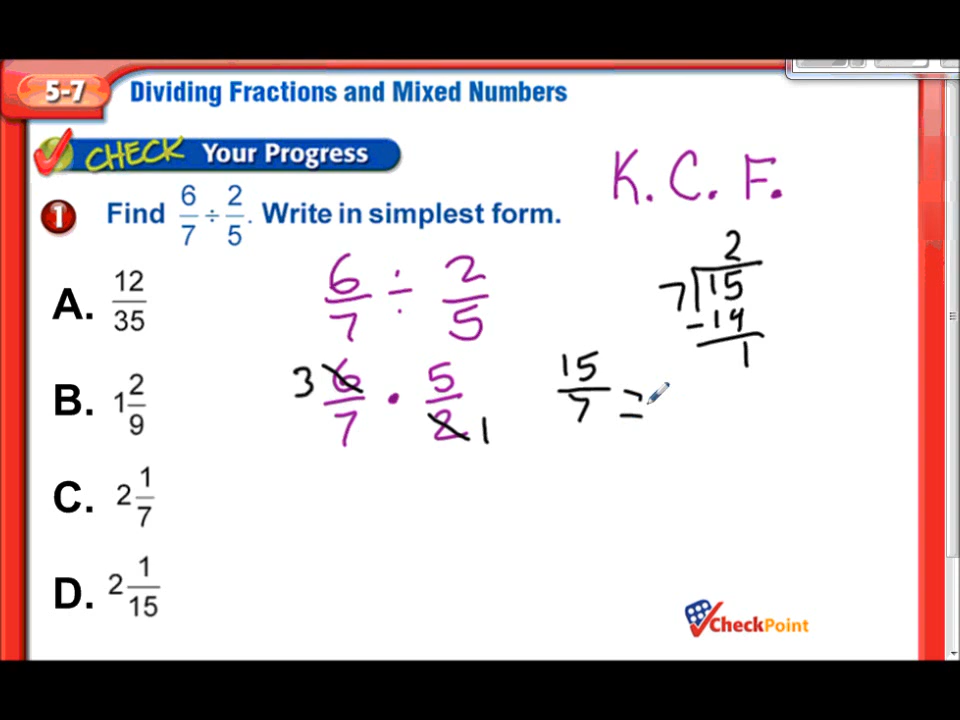 5-7 Dividing Fractions and Mixed Numbers
CHECK Your Progress
K. C. F.
1 Find 6/7 ÷ 2/5. Write in simplest form.
A. 12/35
B. 1 2/9
C. 2 1/7
D. 2 1/15
6/7 ÷ 2/5
3 6/7 • 5/2 1
15/7 =
2
7 15
-14
1
CheckPoint